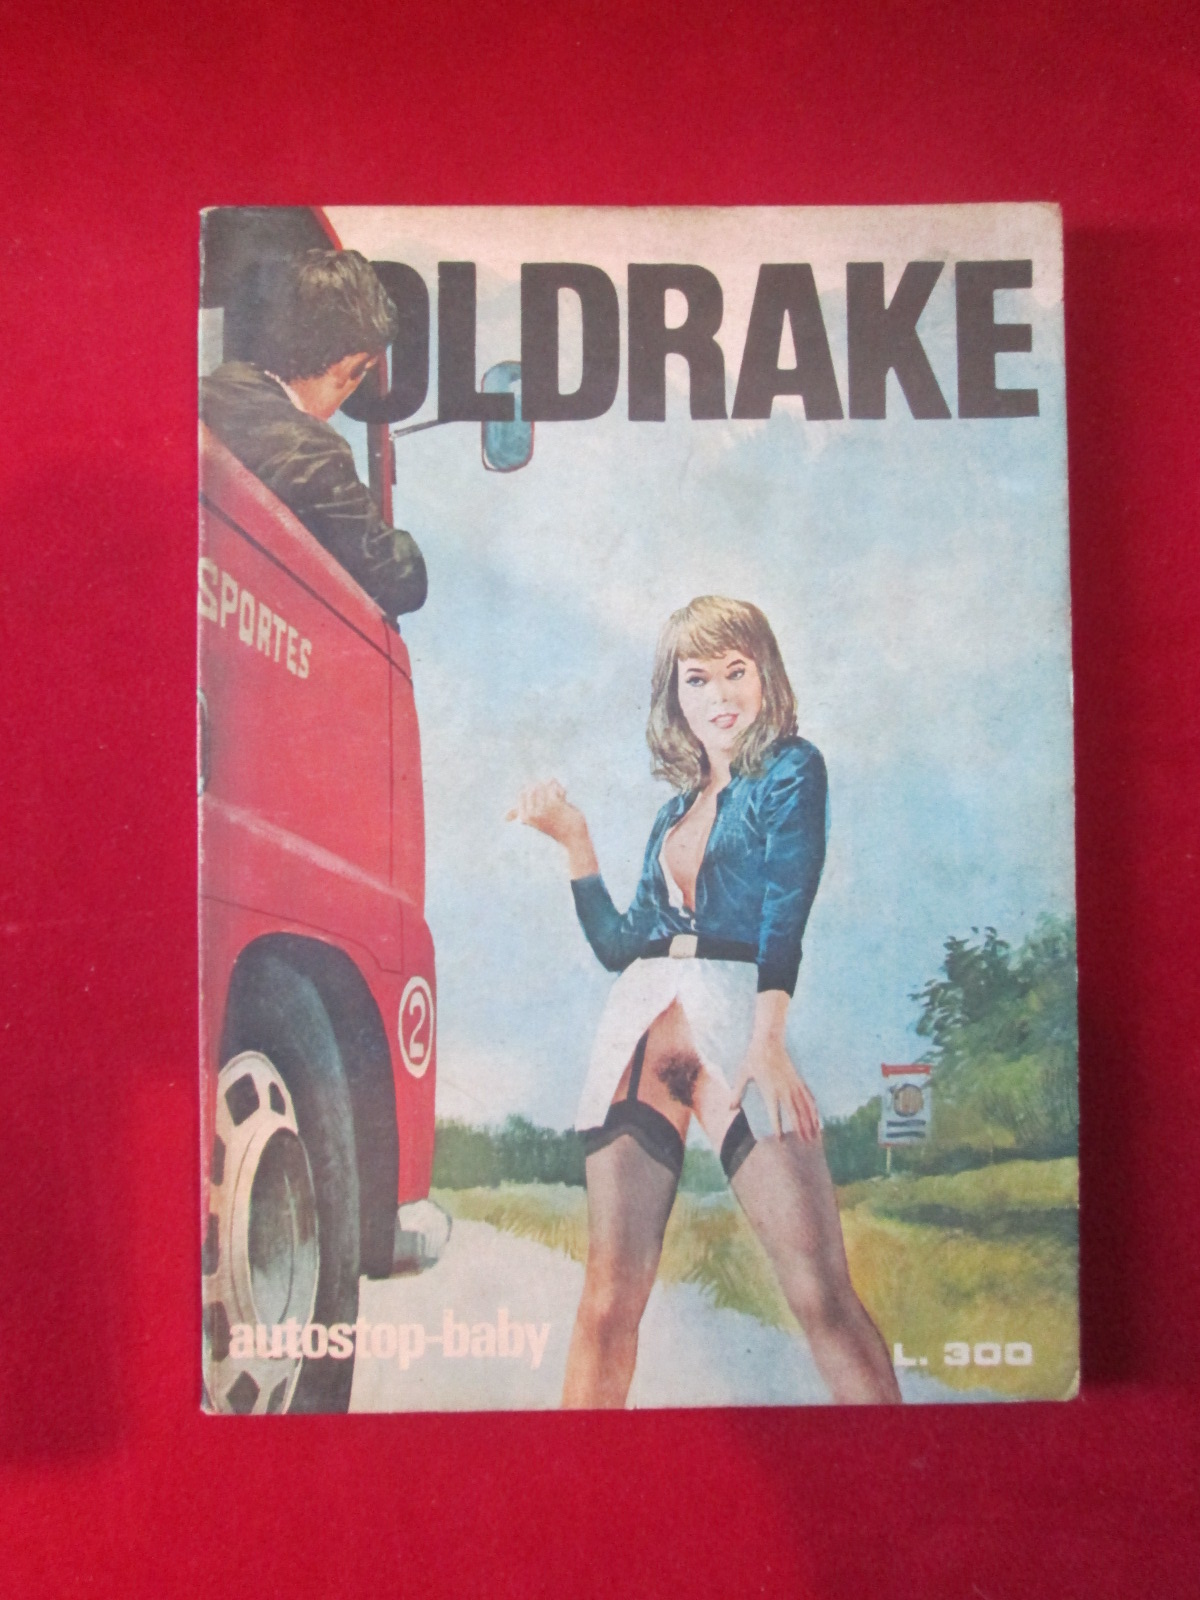 OLDRAKE
SPORTES
2
autostop-baby
L. 300